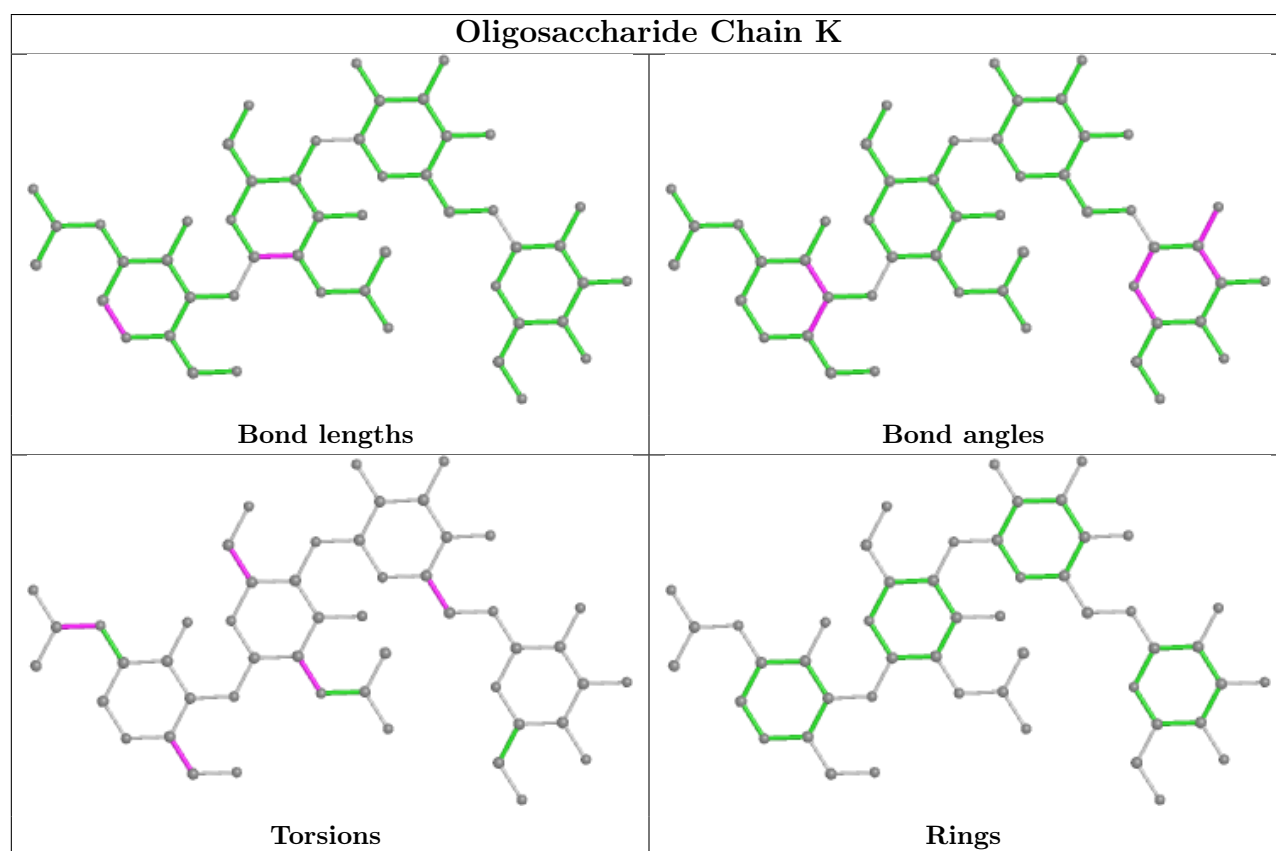 Oligosaccharide Chain K
Bond lengths
Bond angles
Torsions
Rings